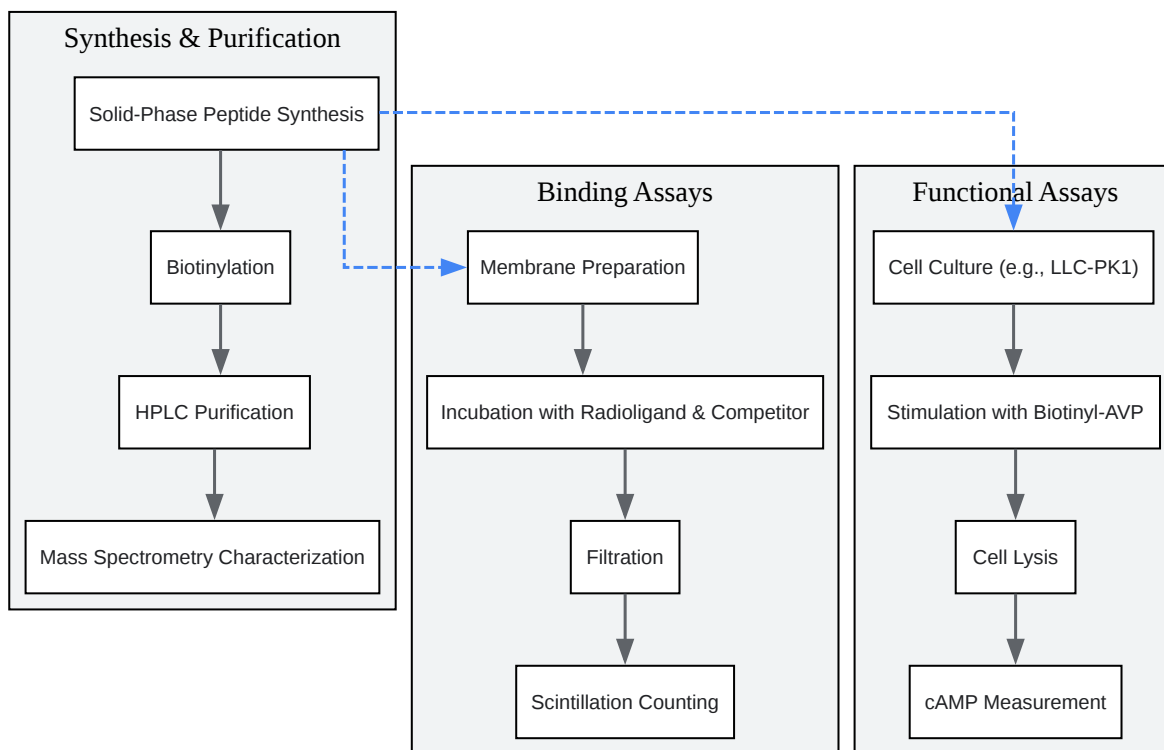 Synthesis & Purification
Solid-Phase Peptide Synthesis
Biotinylation
HPLC Purification
Mass Spectrometry Characterization
Binding Assays
Membrane Preparation
Incubation with Radioligand & Competitor
Filtration
Scintillation Counting
Functional Assays
Cell Culture (e.g., LLC-PK1)
Stimulation with Biotinyl-AVP
Cell Lysis
cAMP Measurement